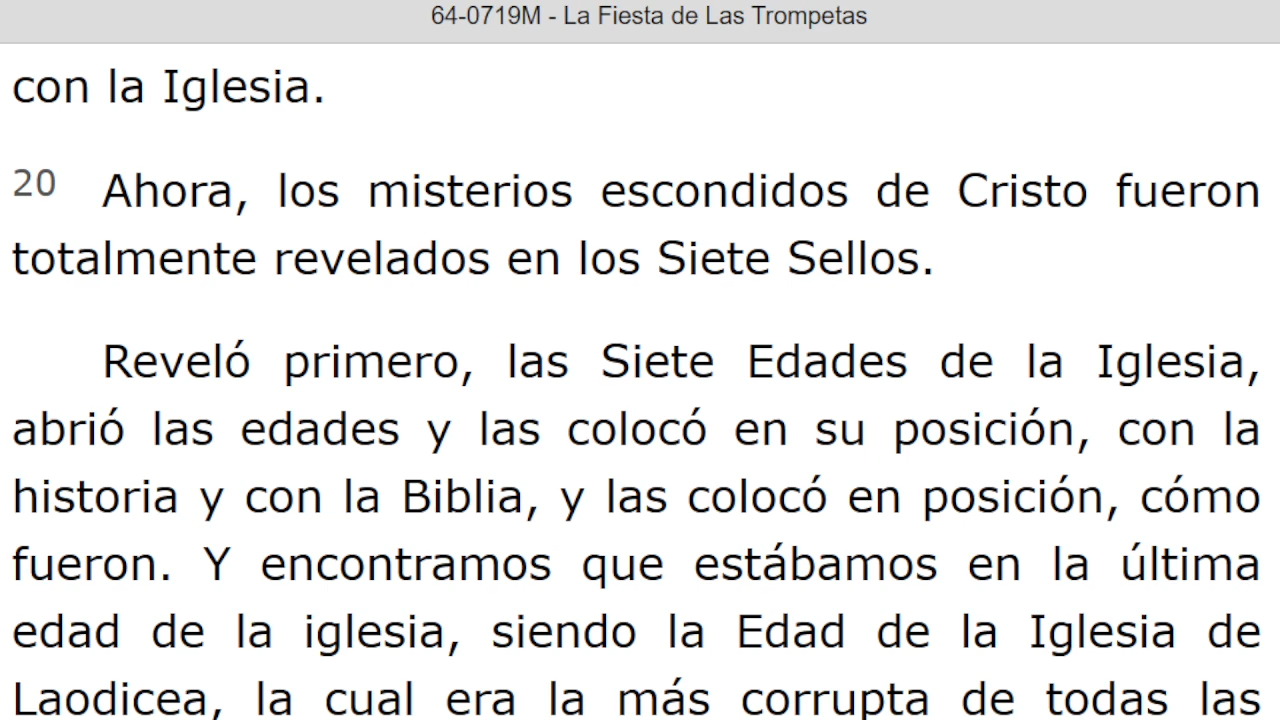 64-0719M - La Fiesta de Las Trompetas
con la Iglesia.
20 Ahora, los misterios escondidos de Cristo fueron
totalmente revelados en los Siete Sellos.
Reveló primero, las Siete Edades de la Iglesia,
abrió las edades y las colocó en su posición, con la
historia y con la Biblia, y las colocó en posición, cómo
fueron. Y encontramos que estábamos en la última
edad de la iglesia, siendo la Edad de la Iglesia de
Laodicea, la cual era la más corrupta de todas las